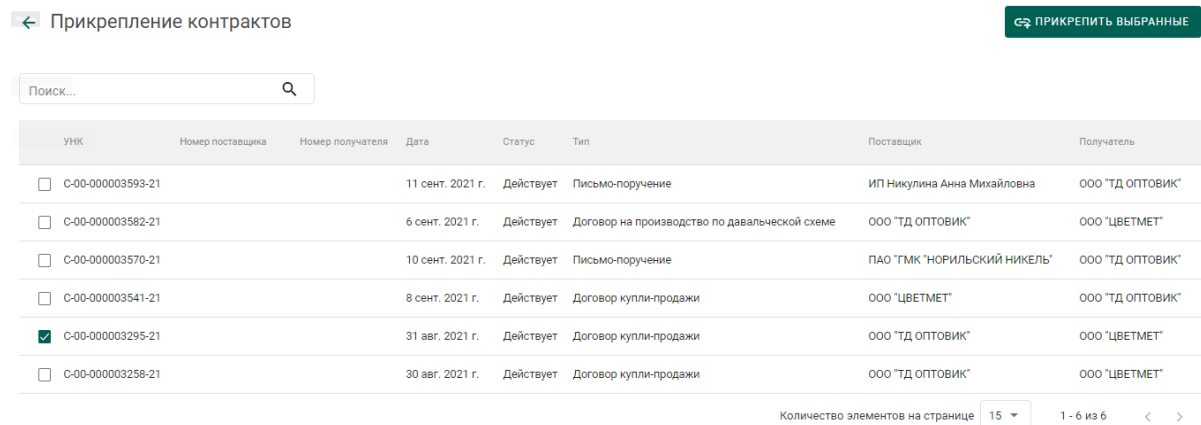 Прикрепление контрактов
ПРИКРЕПИТЬ ВЫБРАННЫЕ
Поиск...
УНК Номер поставщика Номер получателя Дата Статус Тип Поставщик Получатель
С-00-000003593-21 11 сент. 2021 г. Действует Письмо-поручение ИП Никулина Анна Михайловна ООО "ТД ОПТОВИК"
С-00-000003582-21 6 сент. 2021 г. Действует Договор на производство по давальческой схеме ООО "ТД ОПТОВИК" ООО "ЦВЕТМЕТ"
С-00-000003570-21 10 сент. 2021 г. Действует Письмо-поручение ПАО "ГМК "НОРИЛЬСКИЙ НИКЕЛЬ" ООО "ТД ОПТОВИК"
С-00-000003541-21 8 сент. 2021 г. Действует Договор купли-продажи ООО "ЦВЕТМЕТ" ООО "ТД ОПТОВИК"
С-00-000003295-21 31 авг. 2021 г. Действует Договор купли-продажи ООО "ТД ОПТОВИК" ООО "ЦВЕТМЕТ"
С-00-000003258-21 30 авг. 2021 г. Действует Договор купли-продажи ООО "ТД ОПТОВИК" ООО "ЦВЕТМЕТ"
Количество элементов на странице 15 1 - 6 из 6